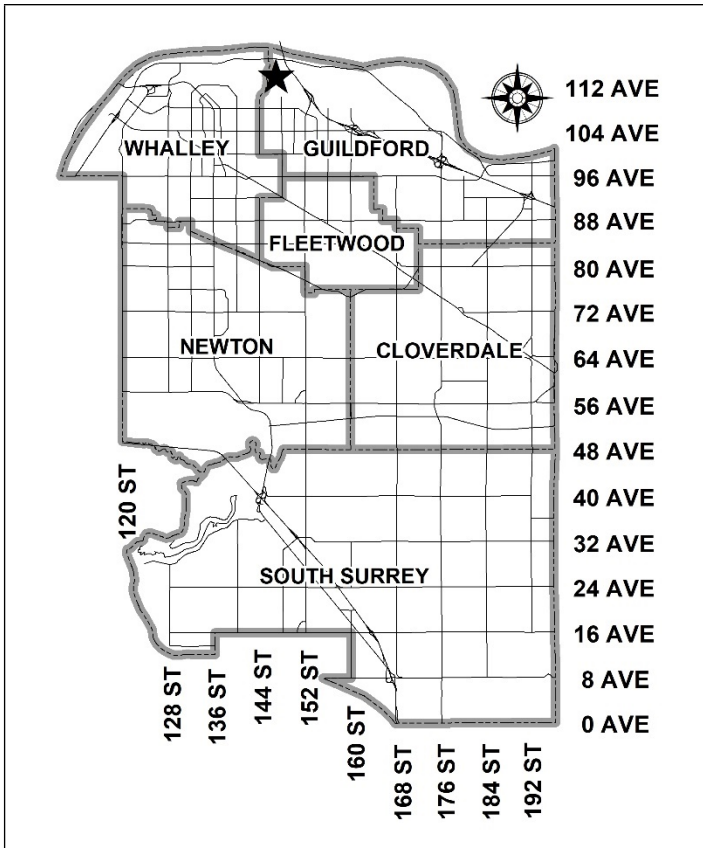 112 AVE
104 AVE
WHALLEY
GUILDFORD
96 AVE
88 AVE
FLEETWOOD
80 AVE
72 AVE
NEWTON
CLOVERDALE
64 AVE
56 AVE
48 AVE
120 ST
40 AVE
32 AVE
SOUTH SURREY
24 AVE
16 AVE
8 AVE
0 AVE
128 ST
136 ST
144 ST
152 ST
160 ST
168 ST
176 ST
184 ST
192 ST